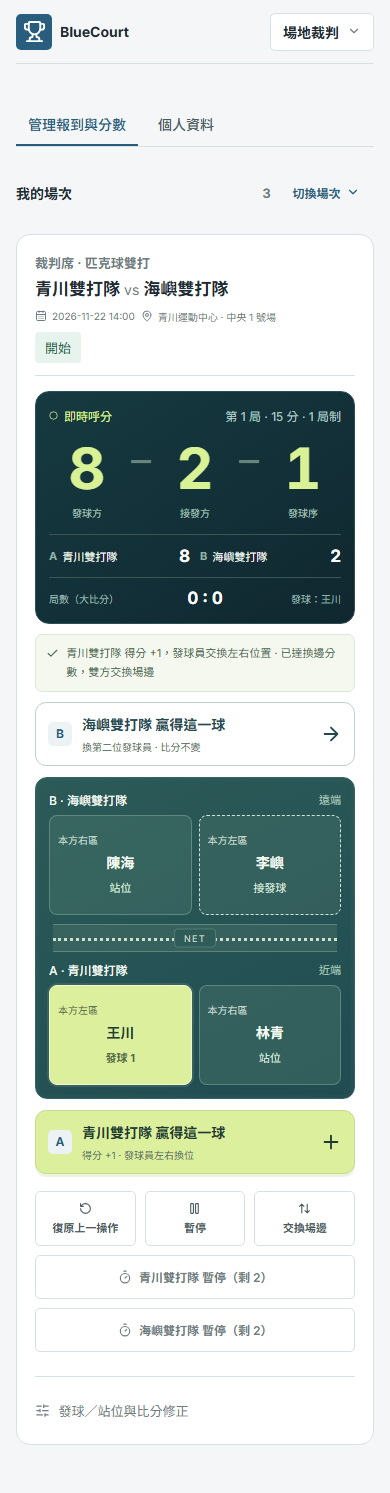 BlueCourt
場地裁判
管理報到與分數
個人資料
我的場次
3
切換場次
裁判席 · 匹克球雙打
青川雙打隊 vs 海嶼雙打隊
2026-11-22 14:00 青川運動中心 · 中央 1 號場
開始
即時呼分
第 1 局 · 15 分 · 1 局制
8 — 2 — 1
發球方
接發方
發球序
A 青川雙打隊 8 B 海嶼雙打隊 2
局數（大比分） 0 : 0 發球：王川
青川雙打隊 得分 +1，發球員交換左右位置 · 已達換邊分
數，雙方交換場邊
B
海嶼雙打隊 贏得這一球
換第二位發球員 · 比分不變
B · 海嶼雙打隊
遠端
本方右區
陳海
站位
本方左區
李嶼
接發球
NET
A · 青川雙打隊
近端
本方左區
王川
發球 1
本方右區
林青
站位
A
青川雙打隊 贏得這一球
得分 +1 · 發球員左右換位
復原上一操作
暫停
交換場邊
青川雙打隊 暫停（剩 2）
海嶼雙打隊 暫停（剩 2）
發球／站位與比分修正